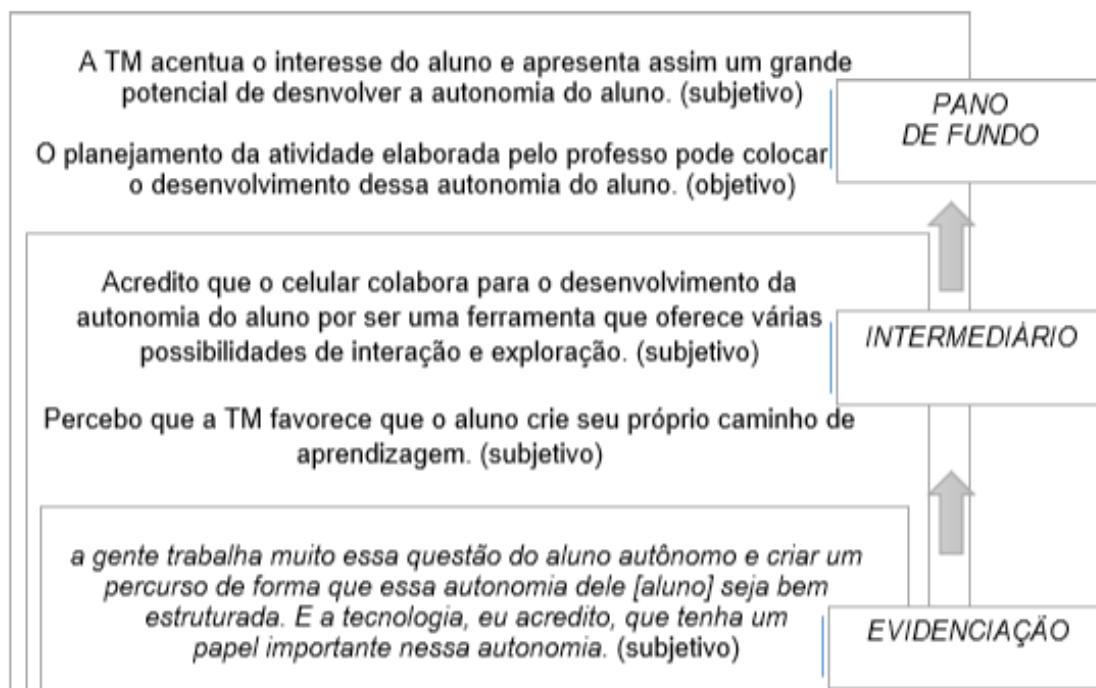 A TM acentua o interesse do aluno e apresenta assim um grande
potencial de desnvolver a autonomia do aluno. (subjetivo)
PANO
DE FUNDO
O planejamento da atividade elaborada pelo professo pode colocar
o desenvolvimento dessa autonomia do aluno. (objetivo)
Acredito que o celular colabora para o desenvolvimento da
autonomia do aluno por ser uma ferramenta que oferece várias
possibilidades de interação e exploração. (subjetivo)
INTERMEDIÁRIO
Percebo que a TM favorece que o aluno crie seu próprio caminho de
aprendizagem. (subjetivo)
a gente trabalha muito essa questão do aluno autônomo e criar um
percurso de forma que essa autonomia dele [aluno] seja bem
estruturada. E a tecnologia, eu acredito, que tenha um
papel importante nessa autonomia. (subjetivo)
EVIDENCIAÇÃO